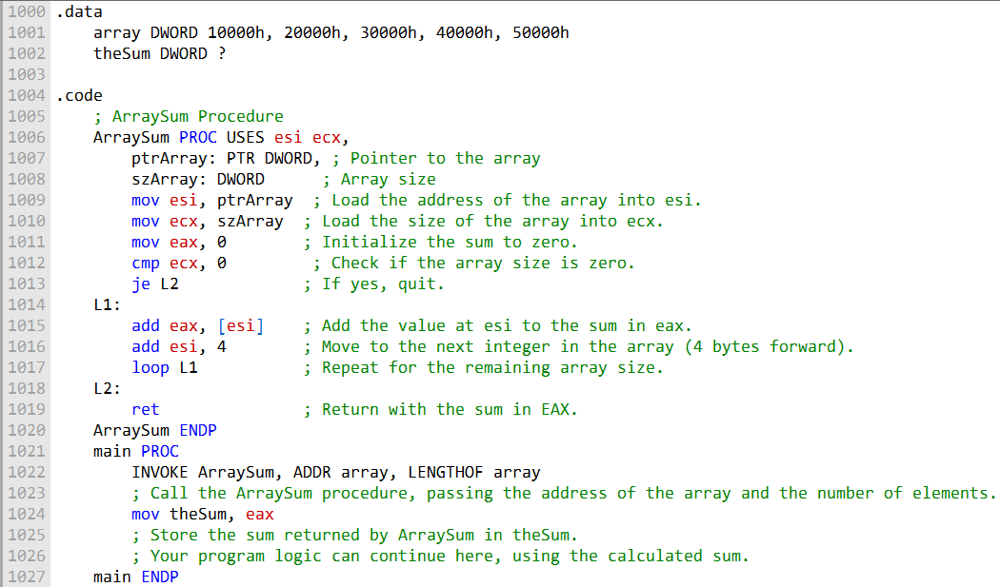 1000 .data
1001     array DWORD 10000h, 20000h, 30000h, 40000h, 50000h
1002     theSum DWORD ?
1003
1004 .code
1005     ; ArraySum Procedure
1006     ArraySum PROC USES esi ecx,
1007         ptrArray: PTR DWORD, ; Pointer to the array
1008         szArray: DWORD      ; Array size
1009         mov esi, ptrArray  ; Load the address of the array into esi.
1010         mov ecx, szArray  ; Load the size of the array into ecx.
1011         mov eax, 0        ; Initialize the sum to zero.
1012         cmp ecx, 0         ; Check if the array size is zero.
1013         je L2             ; If yes, quit.
1014     L1:
1015         add eax, [esi]    ; Add the value at esi to the sum in eax.
1016         add esi, 4        ; Move to the next integer in the array (4 bytes forward).
1017         loop L1           ; Repeat for the remaining array size.
1018     L2:
1019         ret               ; Return with the sum in EAX.
1020     ArraySum ENDP
1021     main PROC
1022         INVOKE ArraySum, ADDR array, LENGTHOF array
1023         ; Call the ArraySum procedure, passing the address of the array and the number of elements.
1024         mov theSum, eax
1025         ; Store the sum returned by ArraySum in theSum.
1026         ; Your program logic can continue here, using the calculated sum.
1027     main ENDP